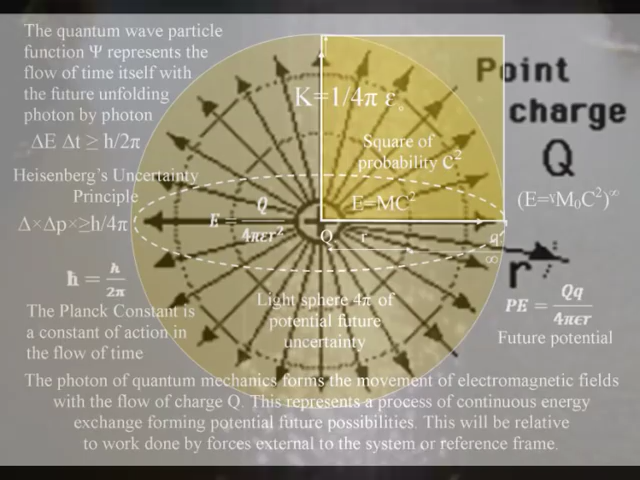 The quantum wave particle
function Ψ represents the
flow of time itself with
the future unfolding
photon by photon
ΔE Δt ≥ h/2π
Heisenberg's Uncertainty
Principle
Δ×Δp×≥h/4π
ħ = h/2π
The Planck Constant is
a constant of action in
the flow of time
K=1/4π ε°
Square of
probability C²
E=MC²
E = Q/4πεr²
Q r q
∞
Light sphere 4π of
potential future
uncertainty
Point
charge
Q
(E=ˠM₀C²)∞
r
PE = Qq/4πϵr
Future potential
The photon of quantum mechanics forms the movement of electromagnetic fields
with the flow of charge Q. This represents a process of continuous energy
exchange forming potential future possibilities. This will be relative
to work done by forces external to the system or reference frame.